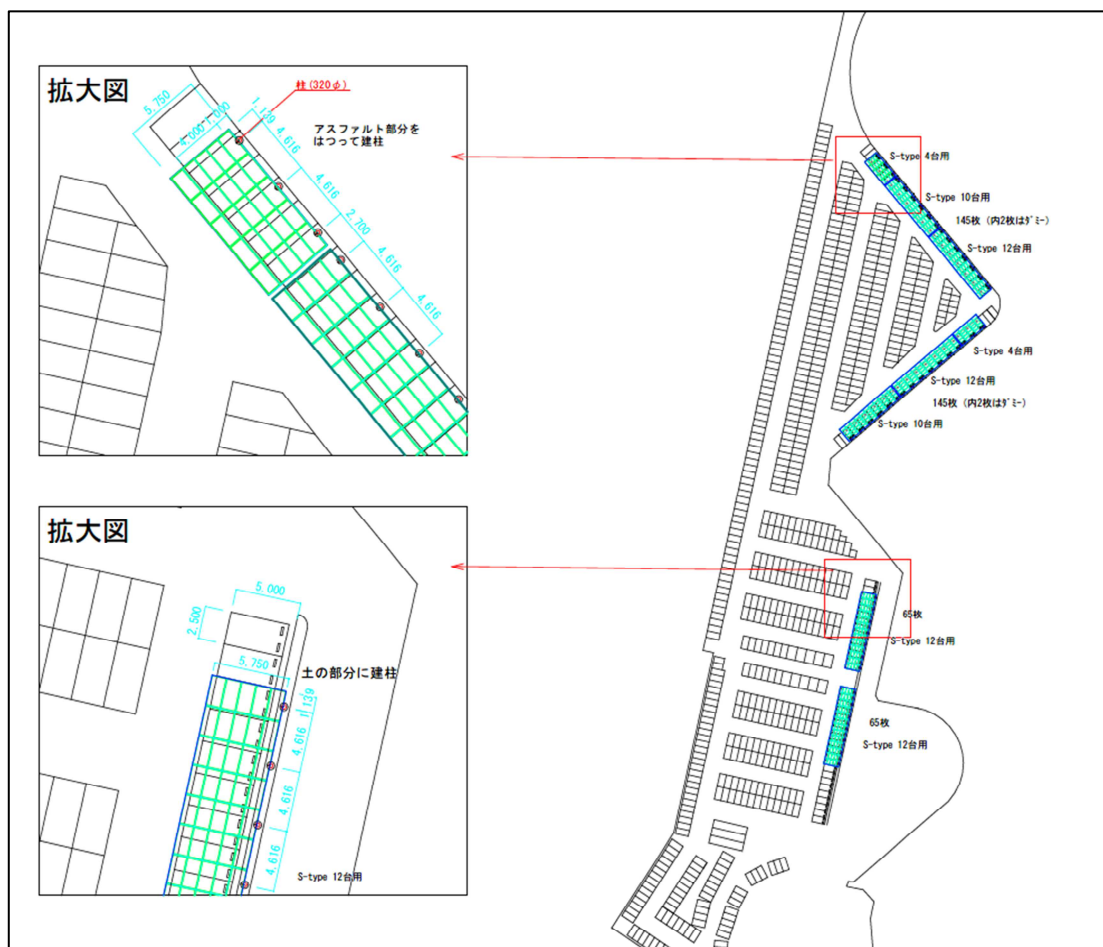 拡大図
柱(320φ)
5.750
4.000
1.000
1.139
4.616
アスファルト部分を
はつって建柱
4.616
2.700
4.616
4.616
拡大図
5.000
2.500
5.750
土の部分に建柱
1.139
4.616
4.616
4.616
S-type 12台用
S-type 4台用
S-type 10台用
145枚 (内2枚はダミー)
S-type 12台用
S-type 4台用
S-type 12台用
145枚 (内2枚はダミー)
S-type 10台用
65枚
S-type 12台用
65枚
S-type 12台用